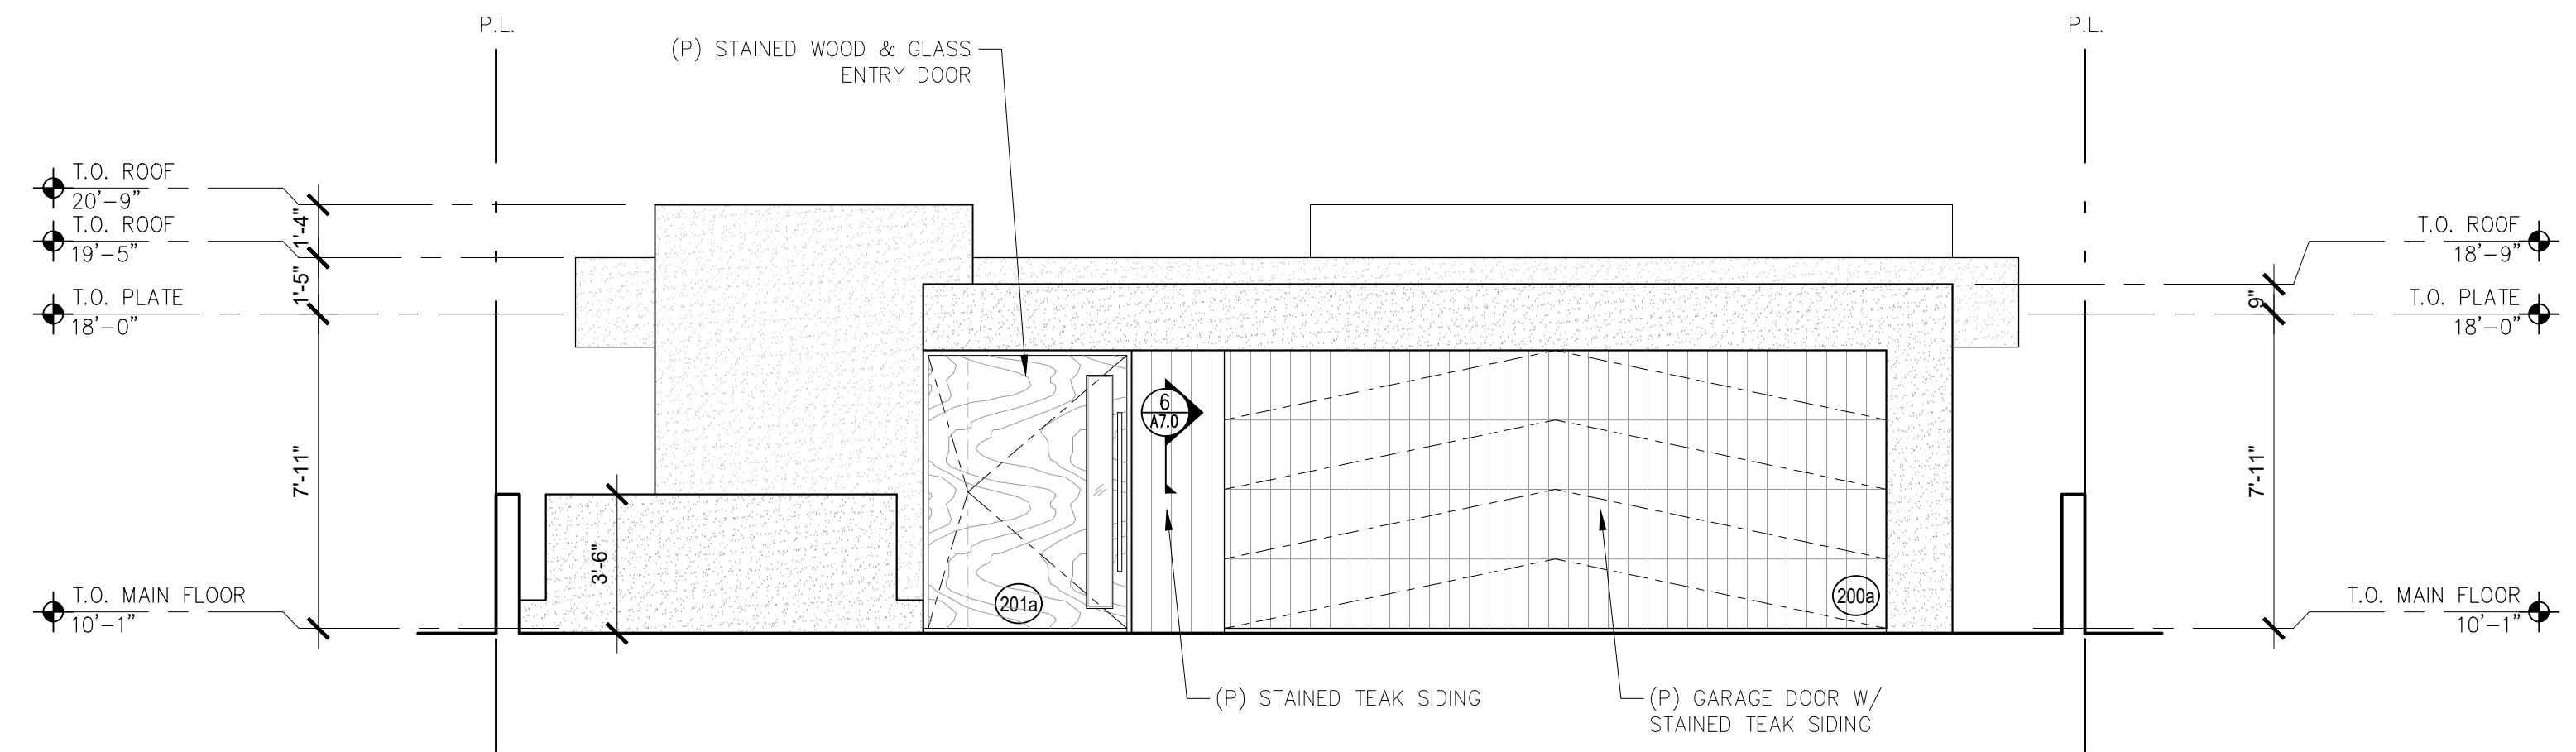 P.L.
P.L.
(P) STAINED WOOD & GLASS
ENTRY DOOR
T.O. ROOF
20'-9"
T.O. ROOF
19'-5"
T.O. PLATE
18'-0"
T.O. MAIN FLOOR
10'-1"
1'-4"
1'-5"
7'-11"
3'-6"
201a
6
A7.0
200a
(P) STAINED TEAK SIDING
(P) GARAGE DOOR W/
STAINED TEAK SIDING
9"
7'-11"
T.O. ROOF
18'-9"
T.O. PLATE
18'-0"
T.O. MAIN FLOOR
10'-1"